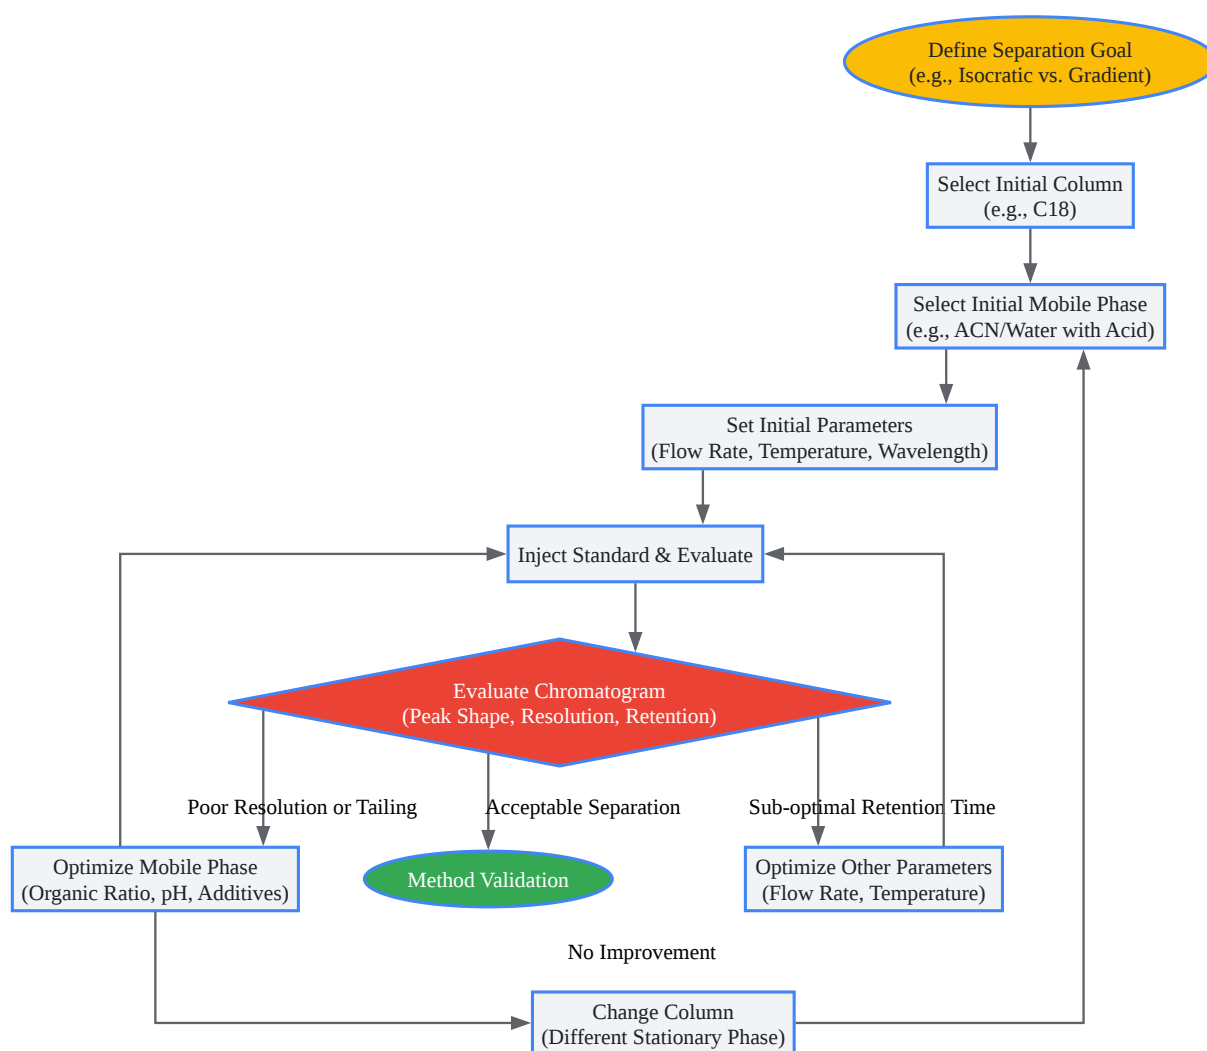 Define Separation Goal
(e.g., Isocratic vs. Gradient)
Select Initial Column
(e.g., C18)
Select Initial Mobile Phase
(e.g., ACN/Water with Acid)
Set Initial Parameters
(Flow Rate, Temperature, Wavelength)
Inject Standard & Evaluate
Evaluate Chromatogram
(Peak Shape, Resolution, Retention)
Poor Resolution or Tailing
Acceptable Separation
Sub-optimal Retention Time
Optimize Mobile Phase
(Organic Ratio, pH, Additives)
Method Validation
Optimize Other Parameters
(Flow Rate, Temperature)
No Improvement
Change Column
(Different Stationary Phase)